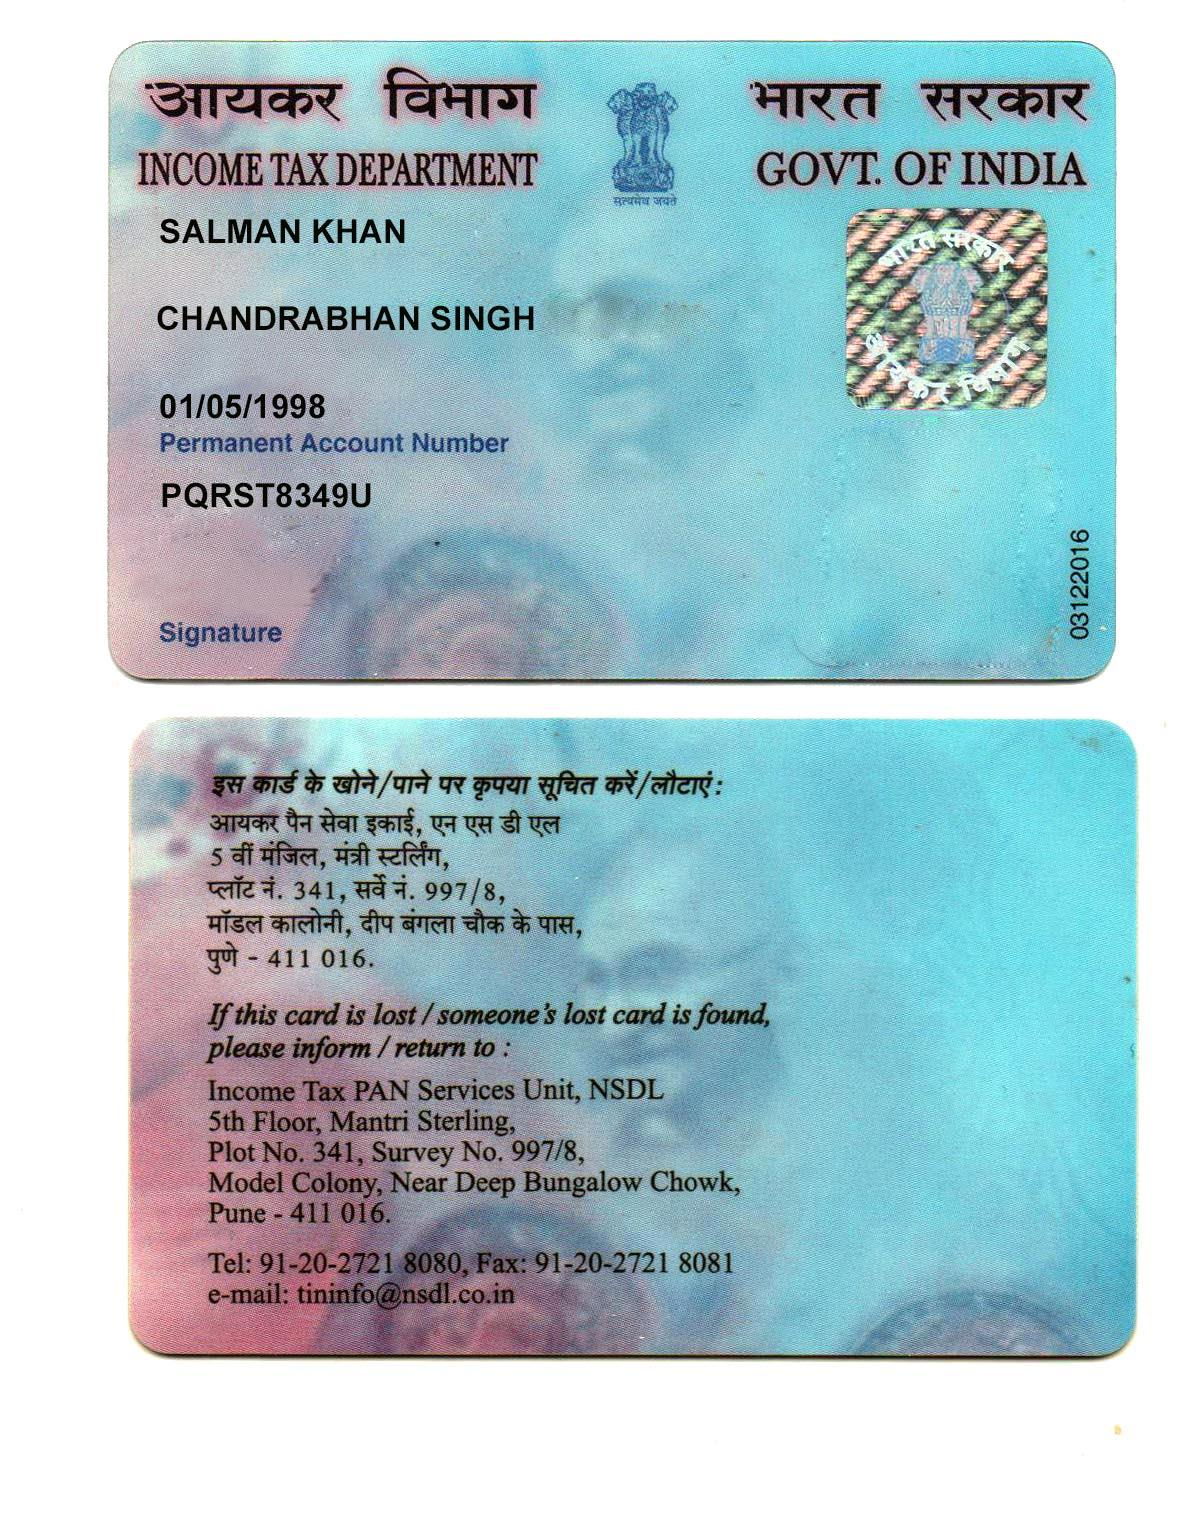 आयकर विभाग
INCOME TAX DEPARTMENT
सत्यमेव जयते
भारत सरकार
GOVT. OF INDIA
SALMAN KHAN
भारत सरकार
आयकर विभाग
CHANDRABHAN SINGH
01/05/1998
Permanent Account Number
PQRST8349U
Signature
03122016
इस कार्ड के खोने/पाने पर कृपया सूचित करें/लौटाएं:
आयकर पैन सेवा इकाई, एन एस डी एल
5 वीं मंजिल, मंत्री स्टर्लिंग,
प्लॉट नं. 341, सर्वे नं. 997/8,
मॉडल कालोनी, दीप बंगला चौक के पास,
पुणे - 411 016.
If this card is lost / someone's lost card is found,
please inform / return to :
Income Tax PAN Services Unit, NSDL
5th Floor, Mantri Sterling,
Plot No. 341, Survey No. 997/8,
Model Colony, Near Deep Bungalow Chowk,
Pune - 411 016.
Tel: 91-20-2721 8080, Fax: 91-20-2721 8081
e-mail: tininfo@nsdl.co.in